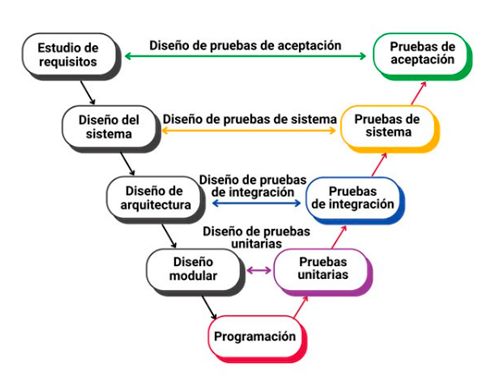 Estudio de
requisitos
Diseño de pruebas de aceptación
Pruebas de
aceptación
Diseño del
sistema
Diseño de pruebas de sistema
Pruebas de
sistema
Diseño de
arquitectura
Diseño de pruebas
de integración
Pruebas
de integración
Diseño
modular
Diseño de pruebas
unitarias
Pruebas
unitarias
Programación